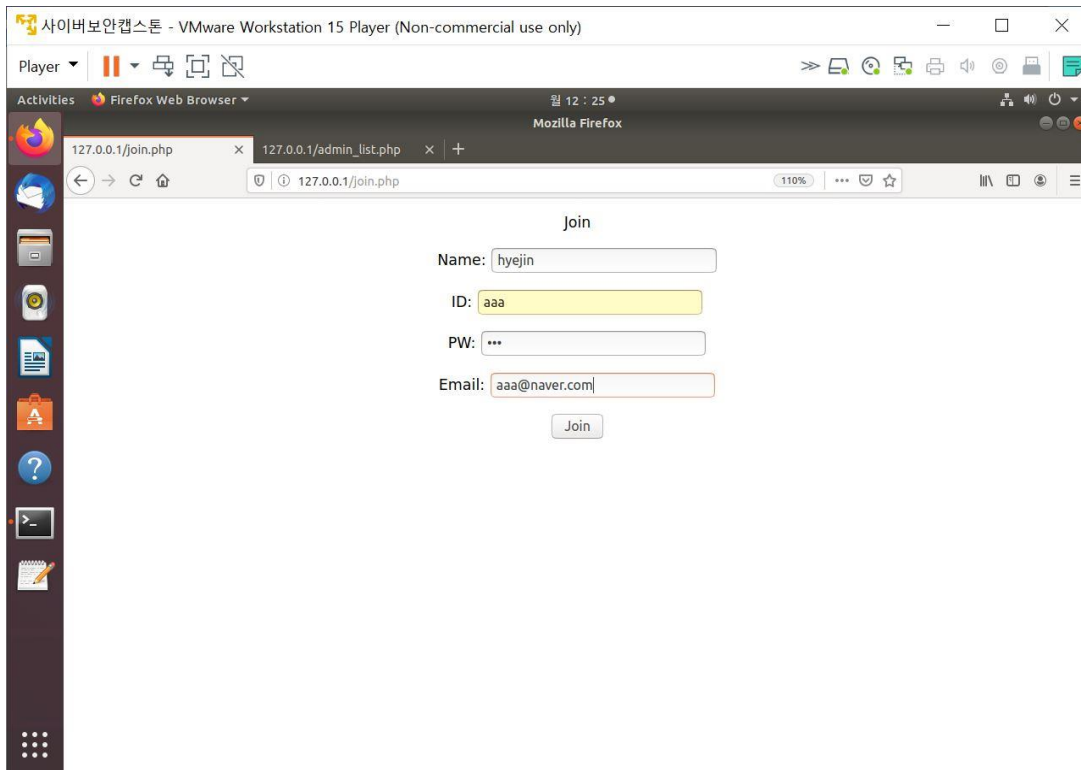 사이버보안캡스톤 - VMware Workstation 15 Player (Non-commercial use only)
Player
Activities Firefox Web Browser 월 12 : 25
Mozilla Firefox
127.0.0.1/join.php 127.0.0.1/admin_list.php
127.0.0.1/join.php 110%
Join
Name: hyejin
ID: aaa
PW: •••
Email: aaa@naver.com
Join